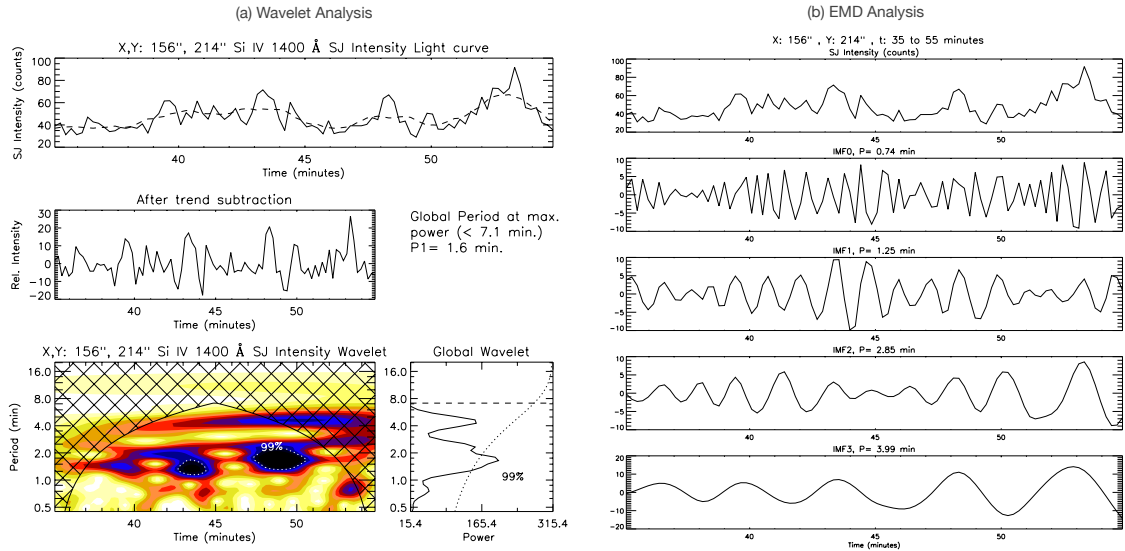 (a) Wavelet Analysis
X,Y: 156", 214" Si IV 1400 Å SJ Intensity Light curve
SJ Intensity (counts)
100
80
60
40
20
40 45 50
Time (minutes)
After trend subtraction
Rel. Intensity
30
20
10
0
−10
−20
40 45 50
Time (minutes)
Global Period at max.
power (< 7.1 min.)
P1= 1.6 min.
X,Y: 156", 214" Si IV 1400 Å SJ Intensity Wavelet
Period (min)
16.0
8.0
4.0
2.0
1.0
0.5
99%
40 45 50
Time (minutes)
Global Wavelet
16.0
8.0
4.0
2.0
1.0
0.5
99%
15.4 165.4 315.4
Power
(b) EMD Analysis
X: 156" , Y: 214" , t: 35 to 55 minutes
SJ Intensity (counts)
100
80
60
40
20
40 45 50
IMF0, P= 0.74 min
10
5
0
−5
−10
40 45 50
IMF1, P= 1.25 min
10
5
0
−5
−10
40 45 50
IMF2, P= 2.85 min
10
5
0
−5
−10
40 45 50
IMF3, P= 3.99 min
20
10
0
−10
−20
40 45 50
Time (minutes)